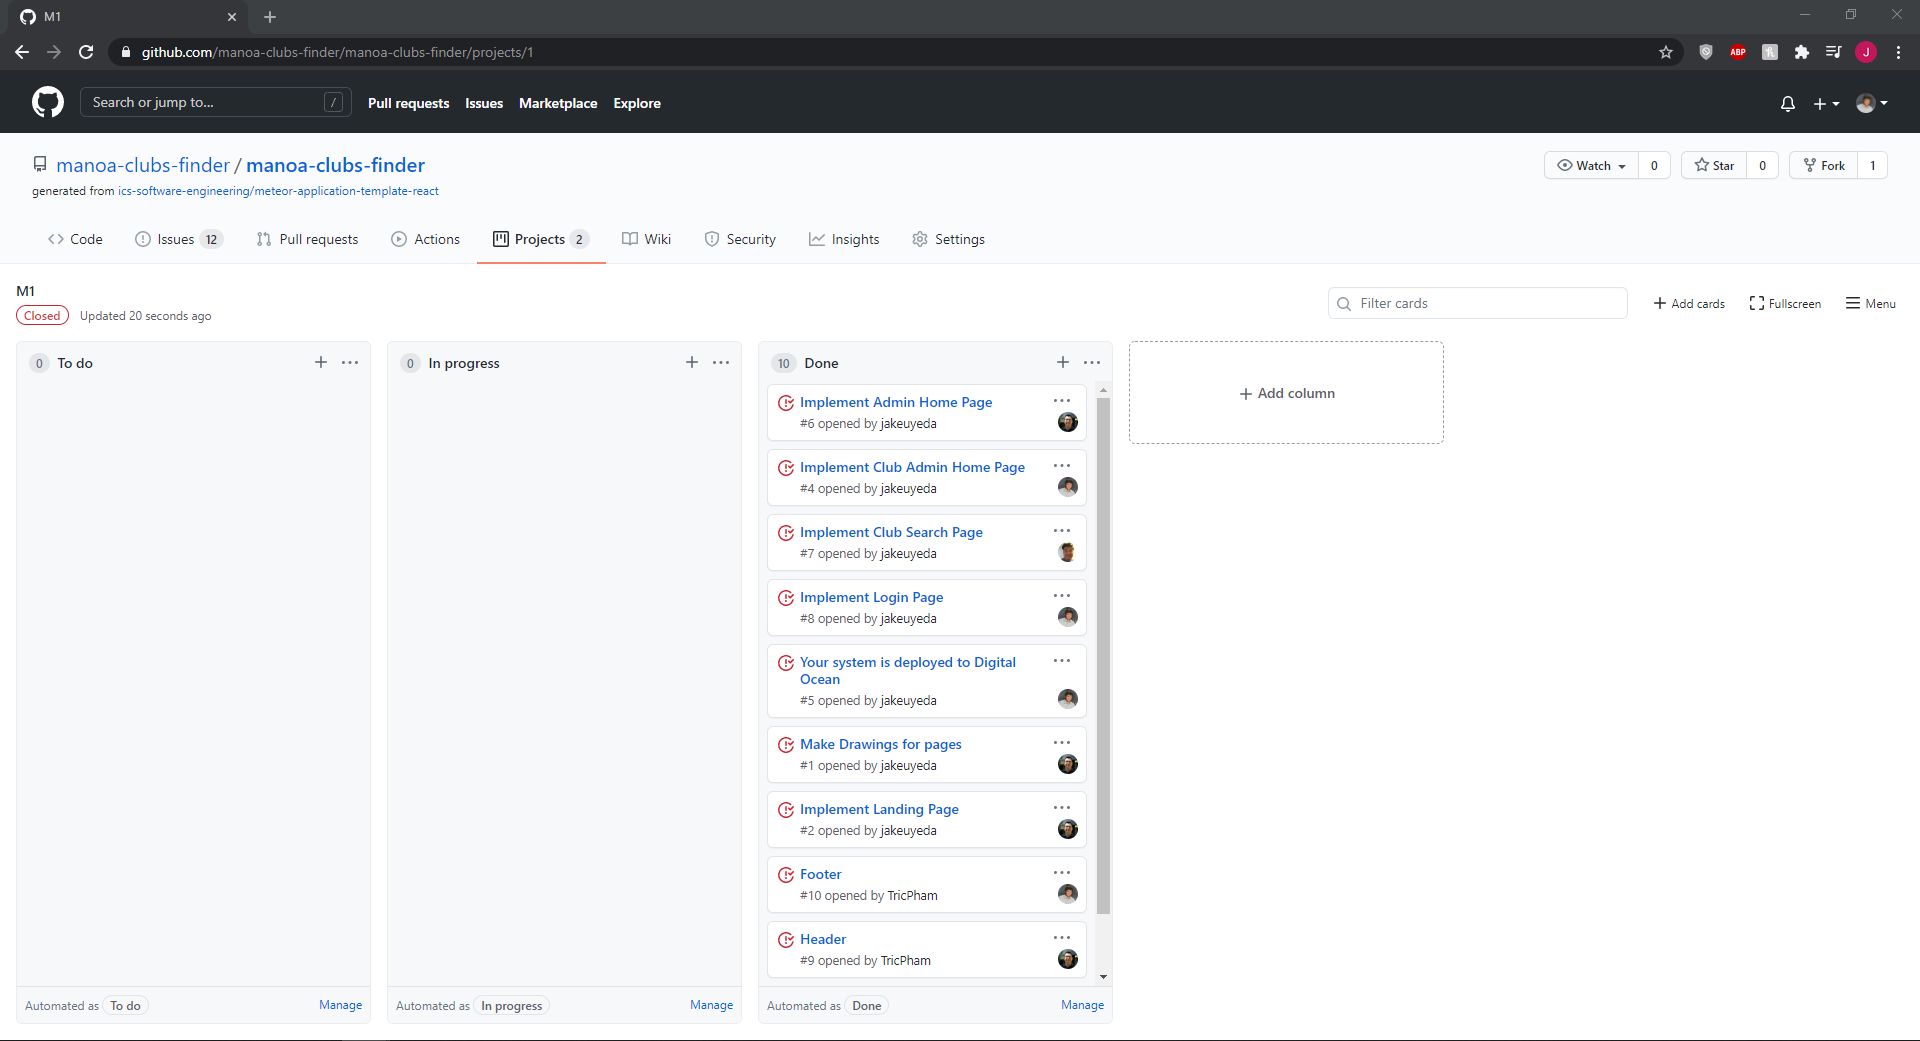 M1
github.com/manoa-clubs-finder/manoa-clubs-finder/projects/1
ABP
J
Search or jump to...
/
Pull requests
Issues
Marketplace
Explore
manoa-clubs-finder / manoa-clubs-finder
Watch 0
Star 0
Fork 1
generated from ics-software-engineering/meteor-application-template-react
Code
Issues 12
Pull requests
Actions
Projects 2
Wiki
Security
Insights
Settings
M1
Closed Updated 20 seconds ago
Filter cards
Add cards
Fullscreen
Menu
0 To do
Automated as To do
Manage
0 In progress
Automated as In progress
Manage
10 Done
Implement Admin Home Page
#6 opened by jakeuyeda
Implement Club Admin Home Page
#4 opened by jakeuyeda
Implement Club Search Page
#7 opened by jakeuyeda
Implement Login Page
#8 opened by jakeuyeda
Your system is deployed to Digital
Ocean
#5 opened by jakeuyeda
Make Drawings for pages
#1 opened by jakeuyeda
Implement Landing Page
#2 opened by jakeuyeda
Footer
#10 opened by TricPham
Header
#9 opened by TricPham
Automated as Done
Manage
Add column